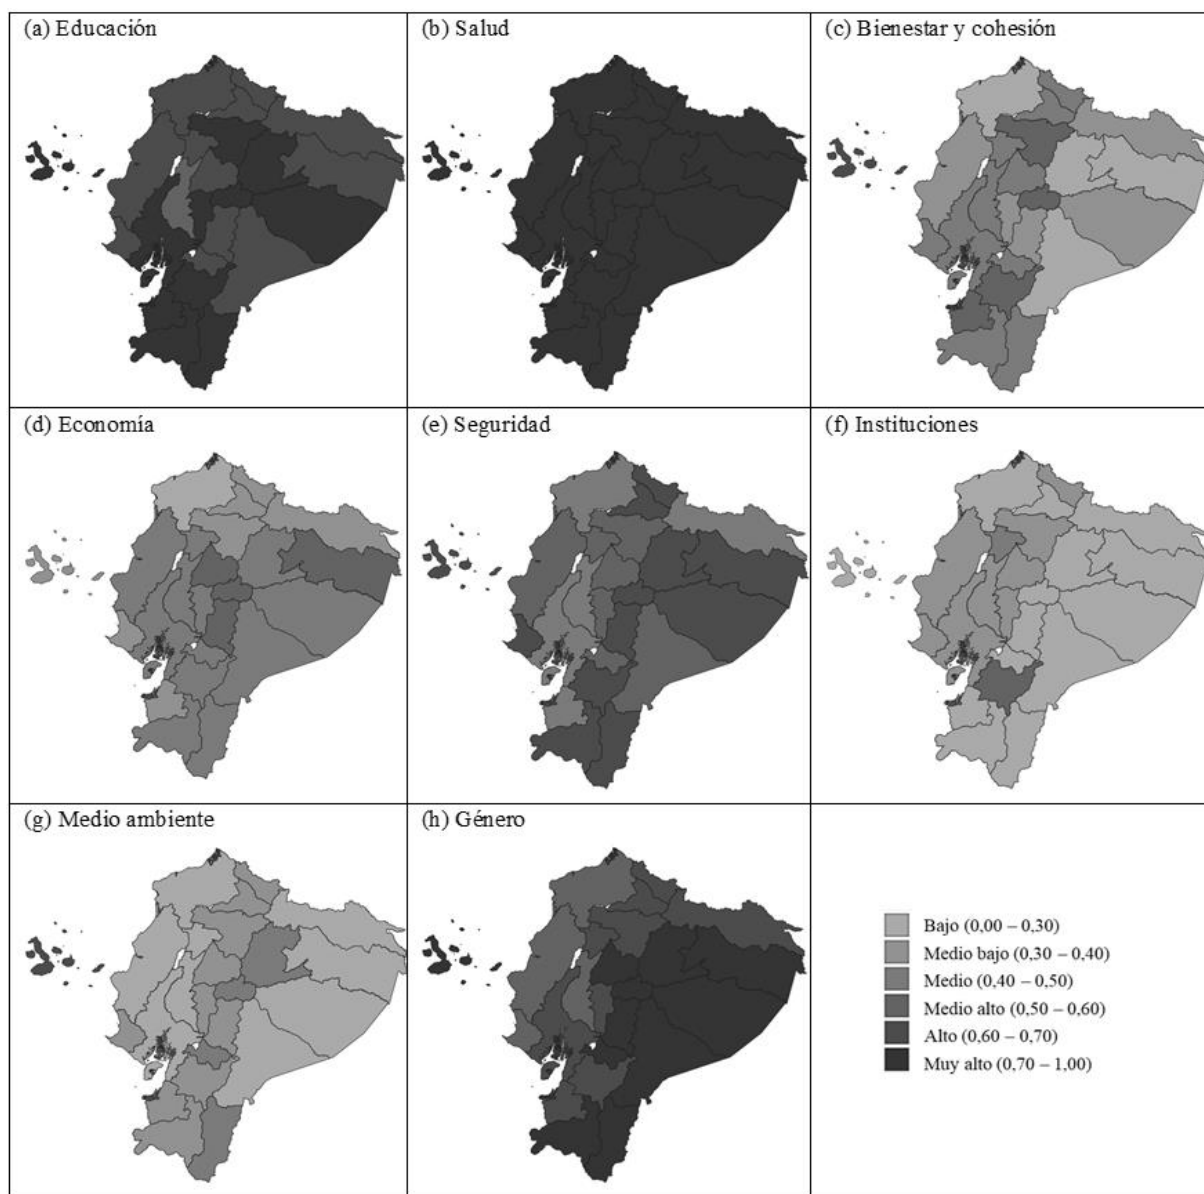 (a) Educación
(b) Salud
(c) Bienestar y cohesión
(d) Economía
(e) Seguridad
(f) Instituciones
(g) Medio ambiente
(h) Género
Bajo (0,00 – 0,30)
Medio bajo (0,30 – 0,40)
Medio (0,40 – 0,50)
Medio alto (0,50 – 0,60)
Alto (0,60 – 0,70)
Muy alto (0,70 – 1,00)